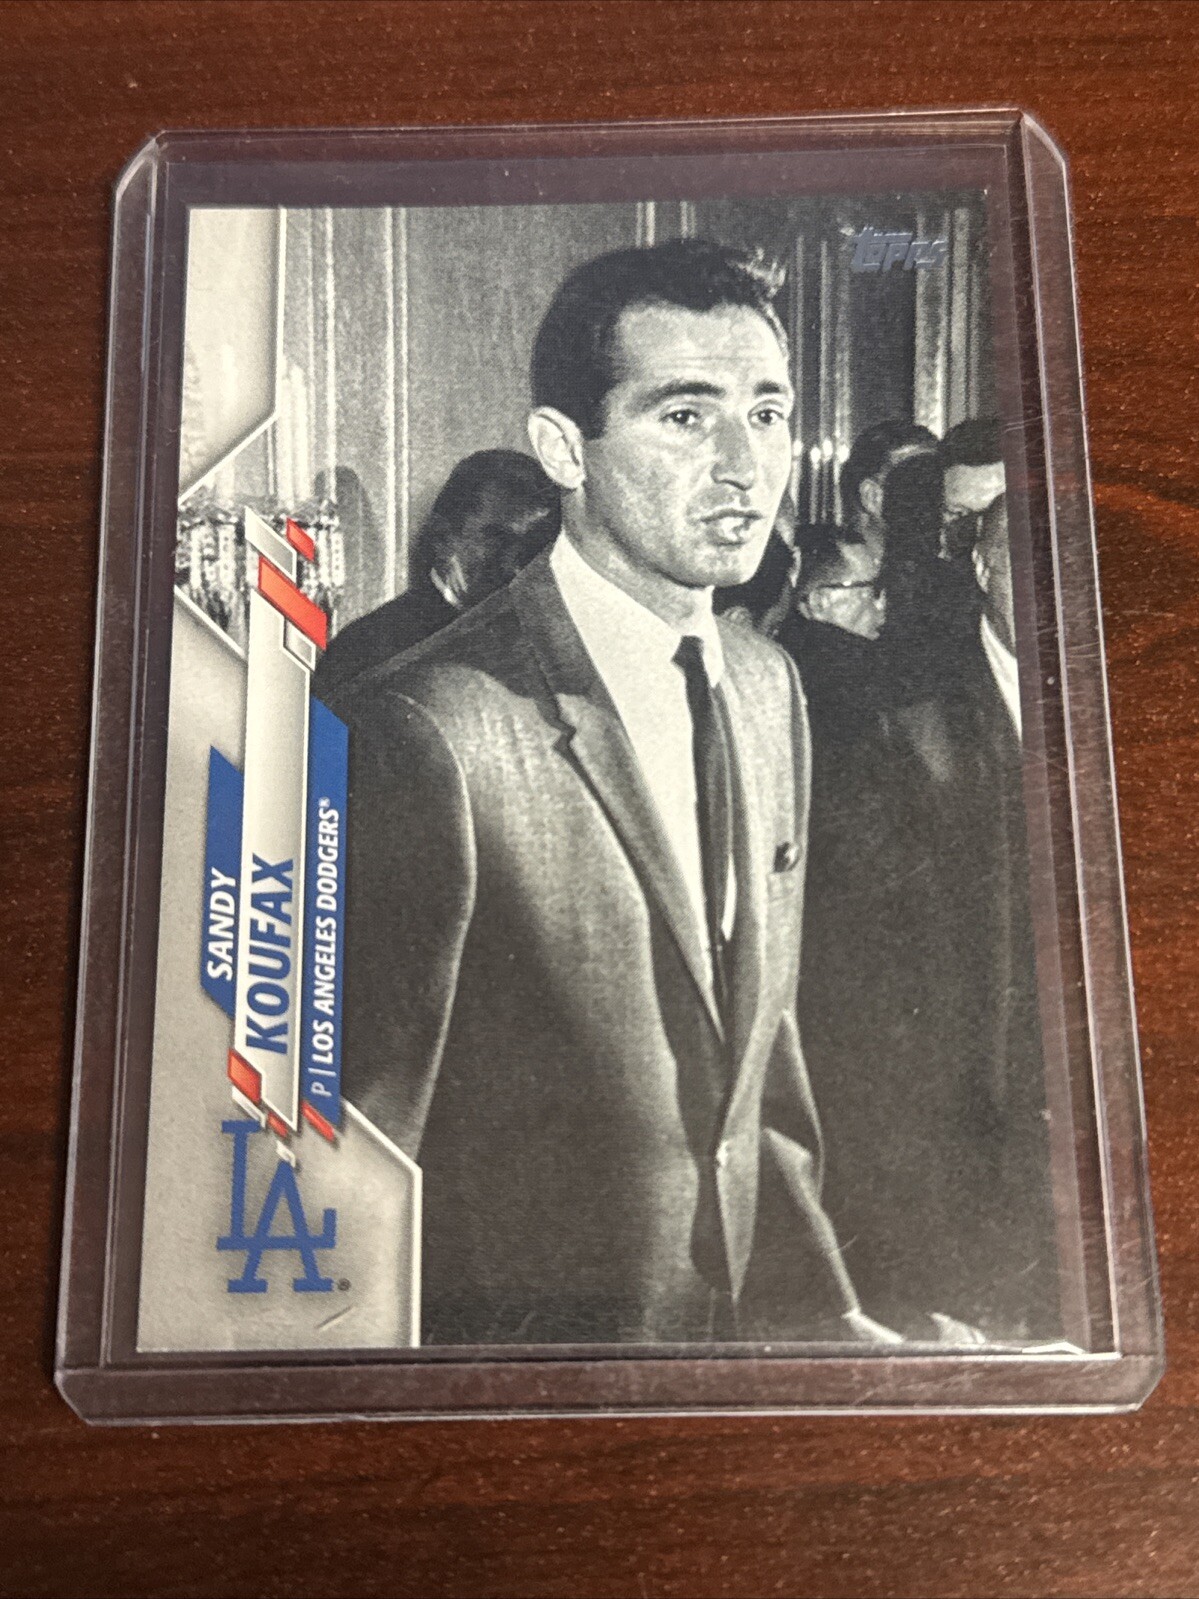 Topps
SANDY
KOUFAX
P | LOS ANGELES DODGERS®
LA®